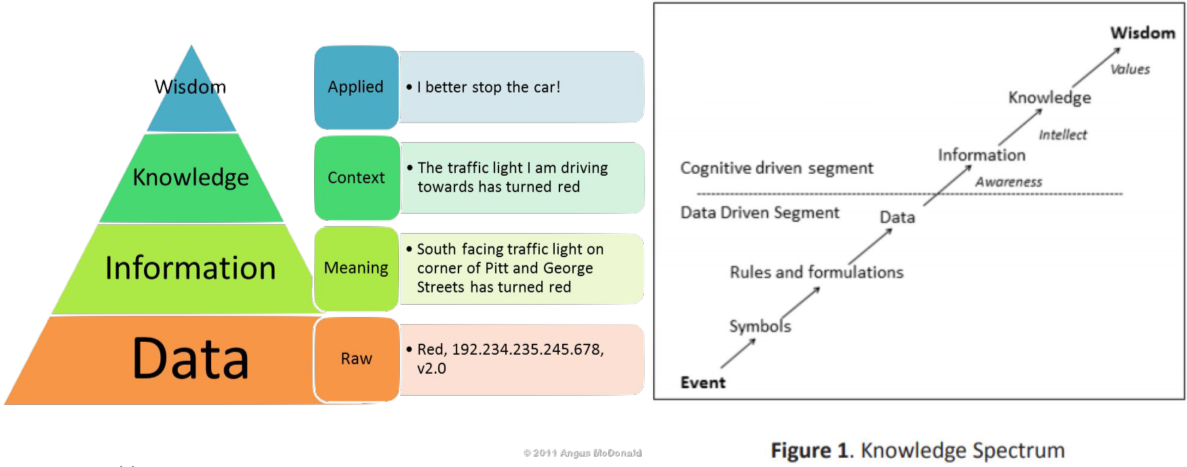 Wisdom
Applied
• I better stop the car!
Knowledge
Context
• The traffic light I am driving
towards has turned red
Information
Meaning
• South facing traffic light on
corner of Pitt and George
Streets has turned red
Data
Raw
• Red, 192.234.235.245.678,
v2.0
© 2011 Angus McDonald
Wisdom
Values
Knowledge
Intellect
Information
Cognitive driven segment
Awareness
Data Driven Segment
Data
Rules and formulations
Symbols
Event
Figure 1. Knowledge Spectrum